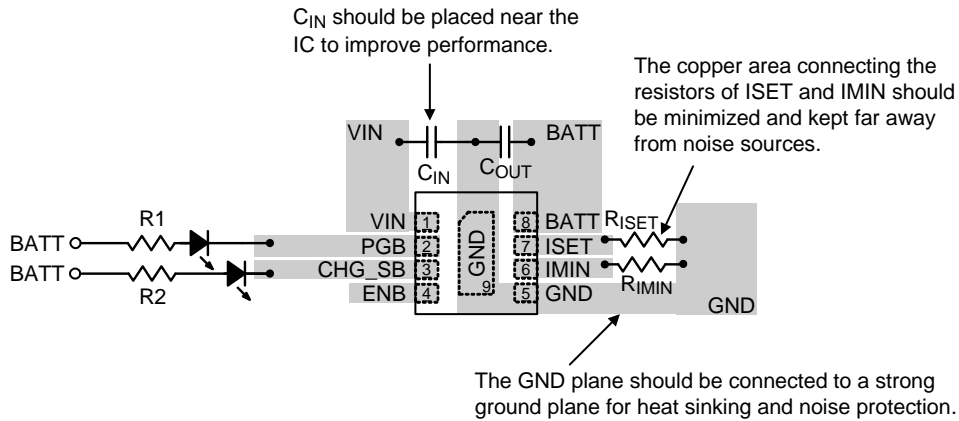 C_IN should be placed near the
IC to improve performance.
The copper area connecting the
resistors of ISET and IMIN should
be minimized and kept far away
from noise sources.
VIN
BATT
C_IN
C_OUT
R1
BATT
BATT
R2
VIN 1
PGB 2
CHG_SB 3
ENB 4
GND
9
8 BATT
7 ISET
6 IMIN
5 GND
R_ISET
R_IMIN
GND
The GND plane should be connected to a strong
ground plane for heat sinking and noise protection.